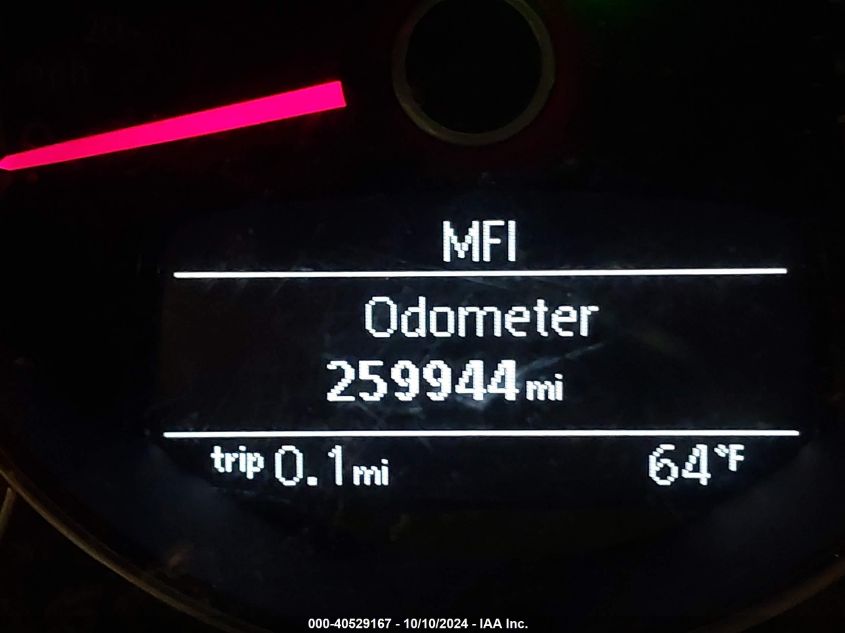 MFI
Odometer
259944 mi
trip 0.1 mi 64°F
000-40529167 - 10/10/2024 - IAA Inc.